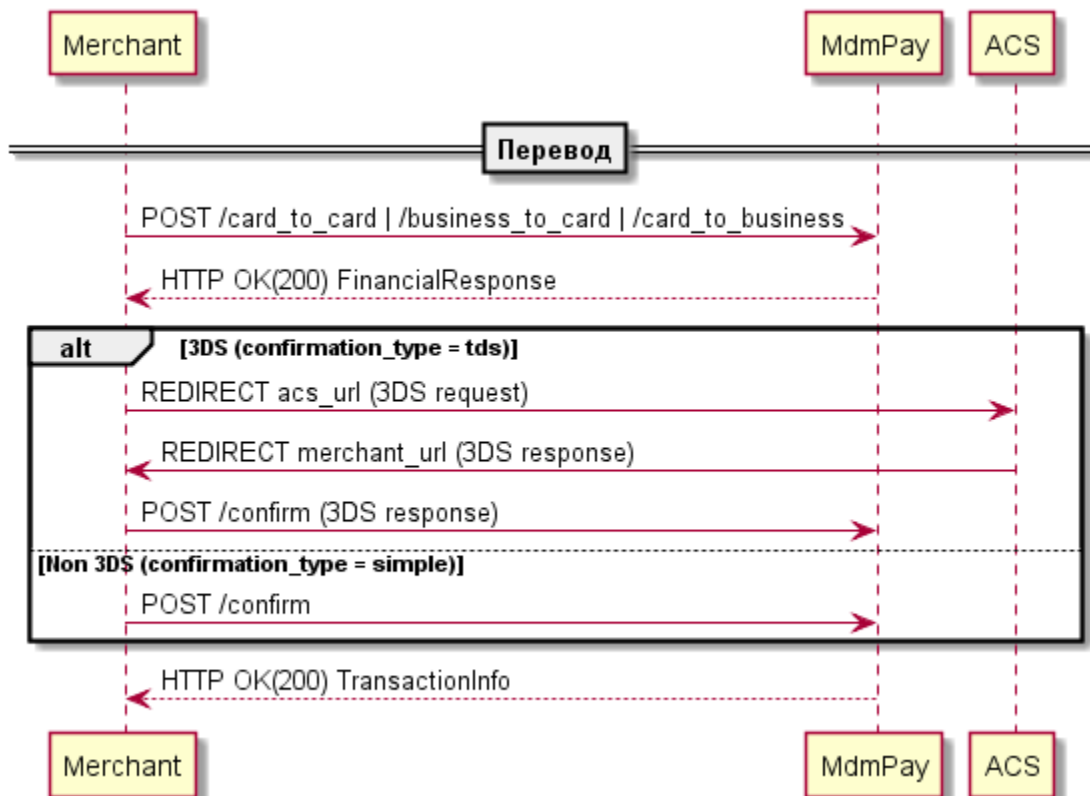 Merchant MdmPay ACS
Перевод
POST /card_to_card | /business_to_card | /card_to_business
HTTP OK(200) FinancialResponse
alt [3DS (confirmation_type = tds)]
REDIRECT acs_url (3DS request)
REDIRECT merchant_url (3DS response)
POST /confirm (3DS response)
[Non 3DS (confirmation_type = simple)]
POST /confirm
HTTP OK(200) TransactionInfo
Merchant MdmPay ACS